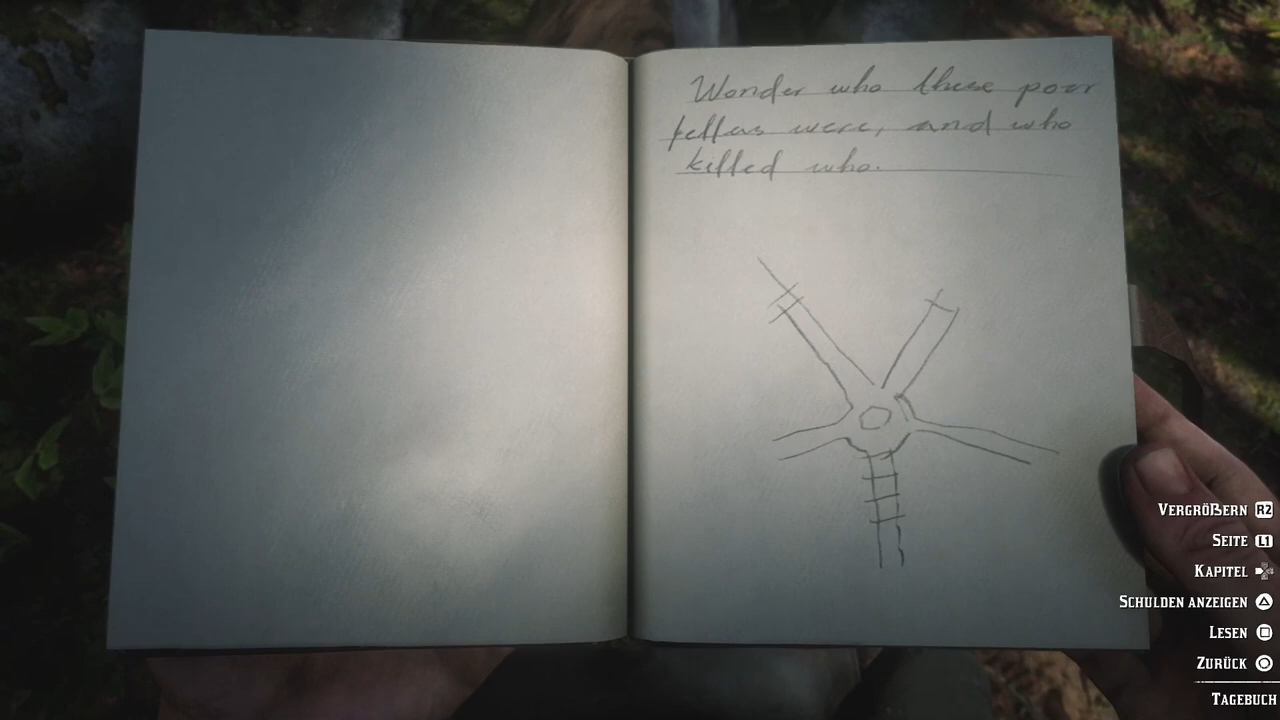 Wonder who these poor
fellas were, and who
killed who.
VERGRÖẞERN R2
SEITE L1
KAPITEL
SCHULDEN ANZEIGEN
LESEN
ZURÜCK
TAGEBUCH